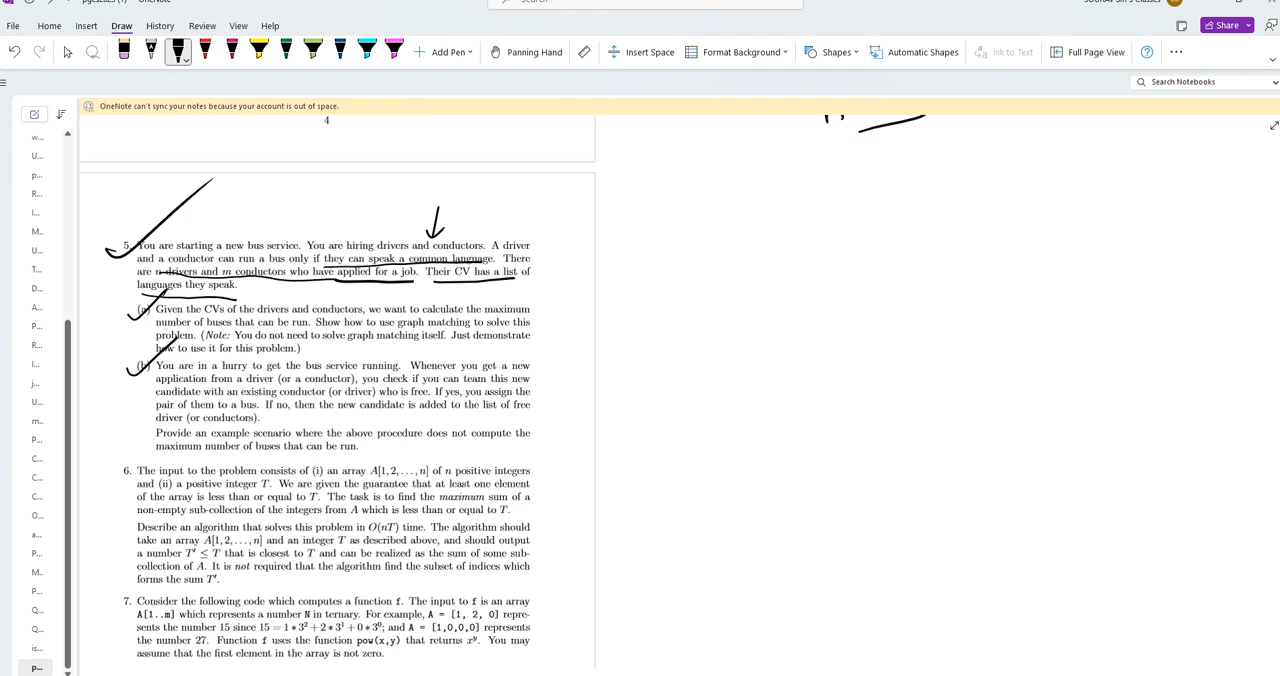 File Home Insert Draw History Review View Help
Share
Add Pen Panning Hand Insert Space Format Background Shapes Automatic Shapes Ink to Text Full Page View
Search Notebooks
OneNote can't sync your notes because your account is out of space.
4
5. You are starting a new bus service. You are hiring drivers and conductors. A driver
and a conductor can run a bus only if they can speak a common language. There
are n drivers and m conductors who have applied for a job. Their CV has a list of
languages they speak.
(a) Given the CVs of the drivers and conductors, we want to calculate the maximum
number of buses that can be run. Show how to use graph matching to solve this
problem. (Note: You do not need to solve graph matching itself. Just demonstrate
how to use it for this problem.)
(b) You are in a hurry to get the bus service running. Whenever you get a new
application from a driver (or a conductor), you check if you can team this new
candidate with an existing conductor (or driver) who is free. If yes, you assign the
pair of them to a bus. If no, then the new candidate is added to the list of free
driver (or conductors).
Provide an example scenario where the above procedure does not compute the
maximum number of buses that can be run.
6. The input to the problem consists of (i) an array A[1, 2, . . . , n] of n positive integers
and (ii) a positive integer T. We are given the guarantee that at least one element
of the array is less than or equal to T. The task is to find the maximum sum of a
non-empty sub-collection of the integers from A which is less than or equal to T.
Describe an algorithm that solves this problem in O(nT) time. The algorithm should
take an array A[1, 2, . . . , n] and an integer T as described above, and should output
a number T′ ≤ T that is closest to T and can be realized as the sum of some sub-
collection of A. It is not required that the algorithm find the subset of indices which
forms the sum T′.
7. Consider the following code which computes a function f. The input to f is an array
A[1..m] which represents a number N in ternary. For example, A = [1, 2, 0] repre-
sents the number 15 since 15 = 1 ∗ 3² + 2 ∗ 3¹ + 0 ∗ 3⁰; and A = [1,0,0,0] represents
the number 27. Function f uses the function pow(x,y) that returns xʸ. You may
assume that the first element in the array is not zero.
w...
U...
p...
R...
I...
M...
U...
T...
D...
A...
P...
R...
I...
j...
U...
m...
P...
C...
C...
C...
O...
a...
P...
M...
Q...
Q...
is...
p...